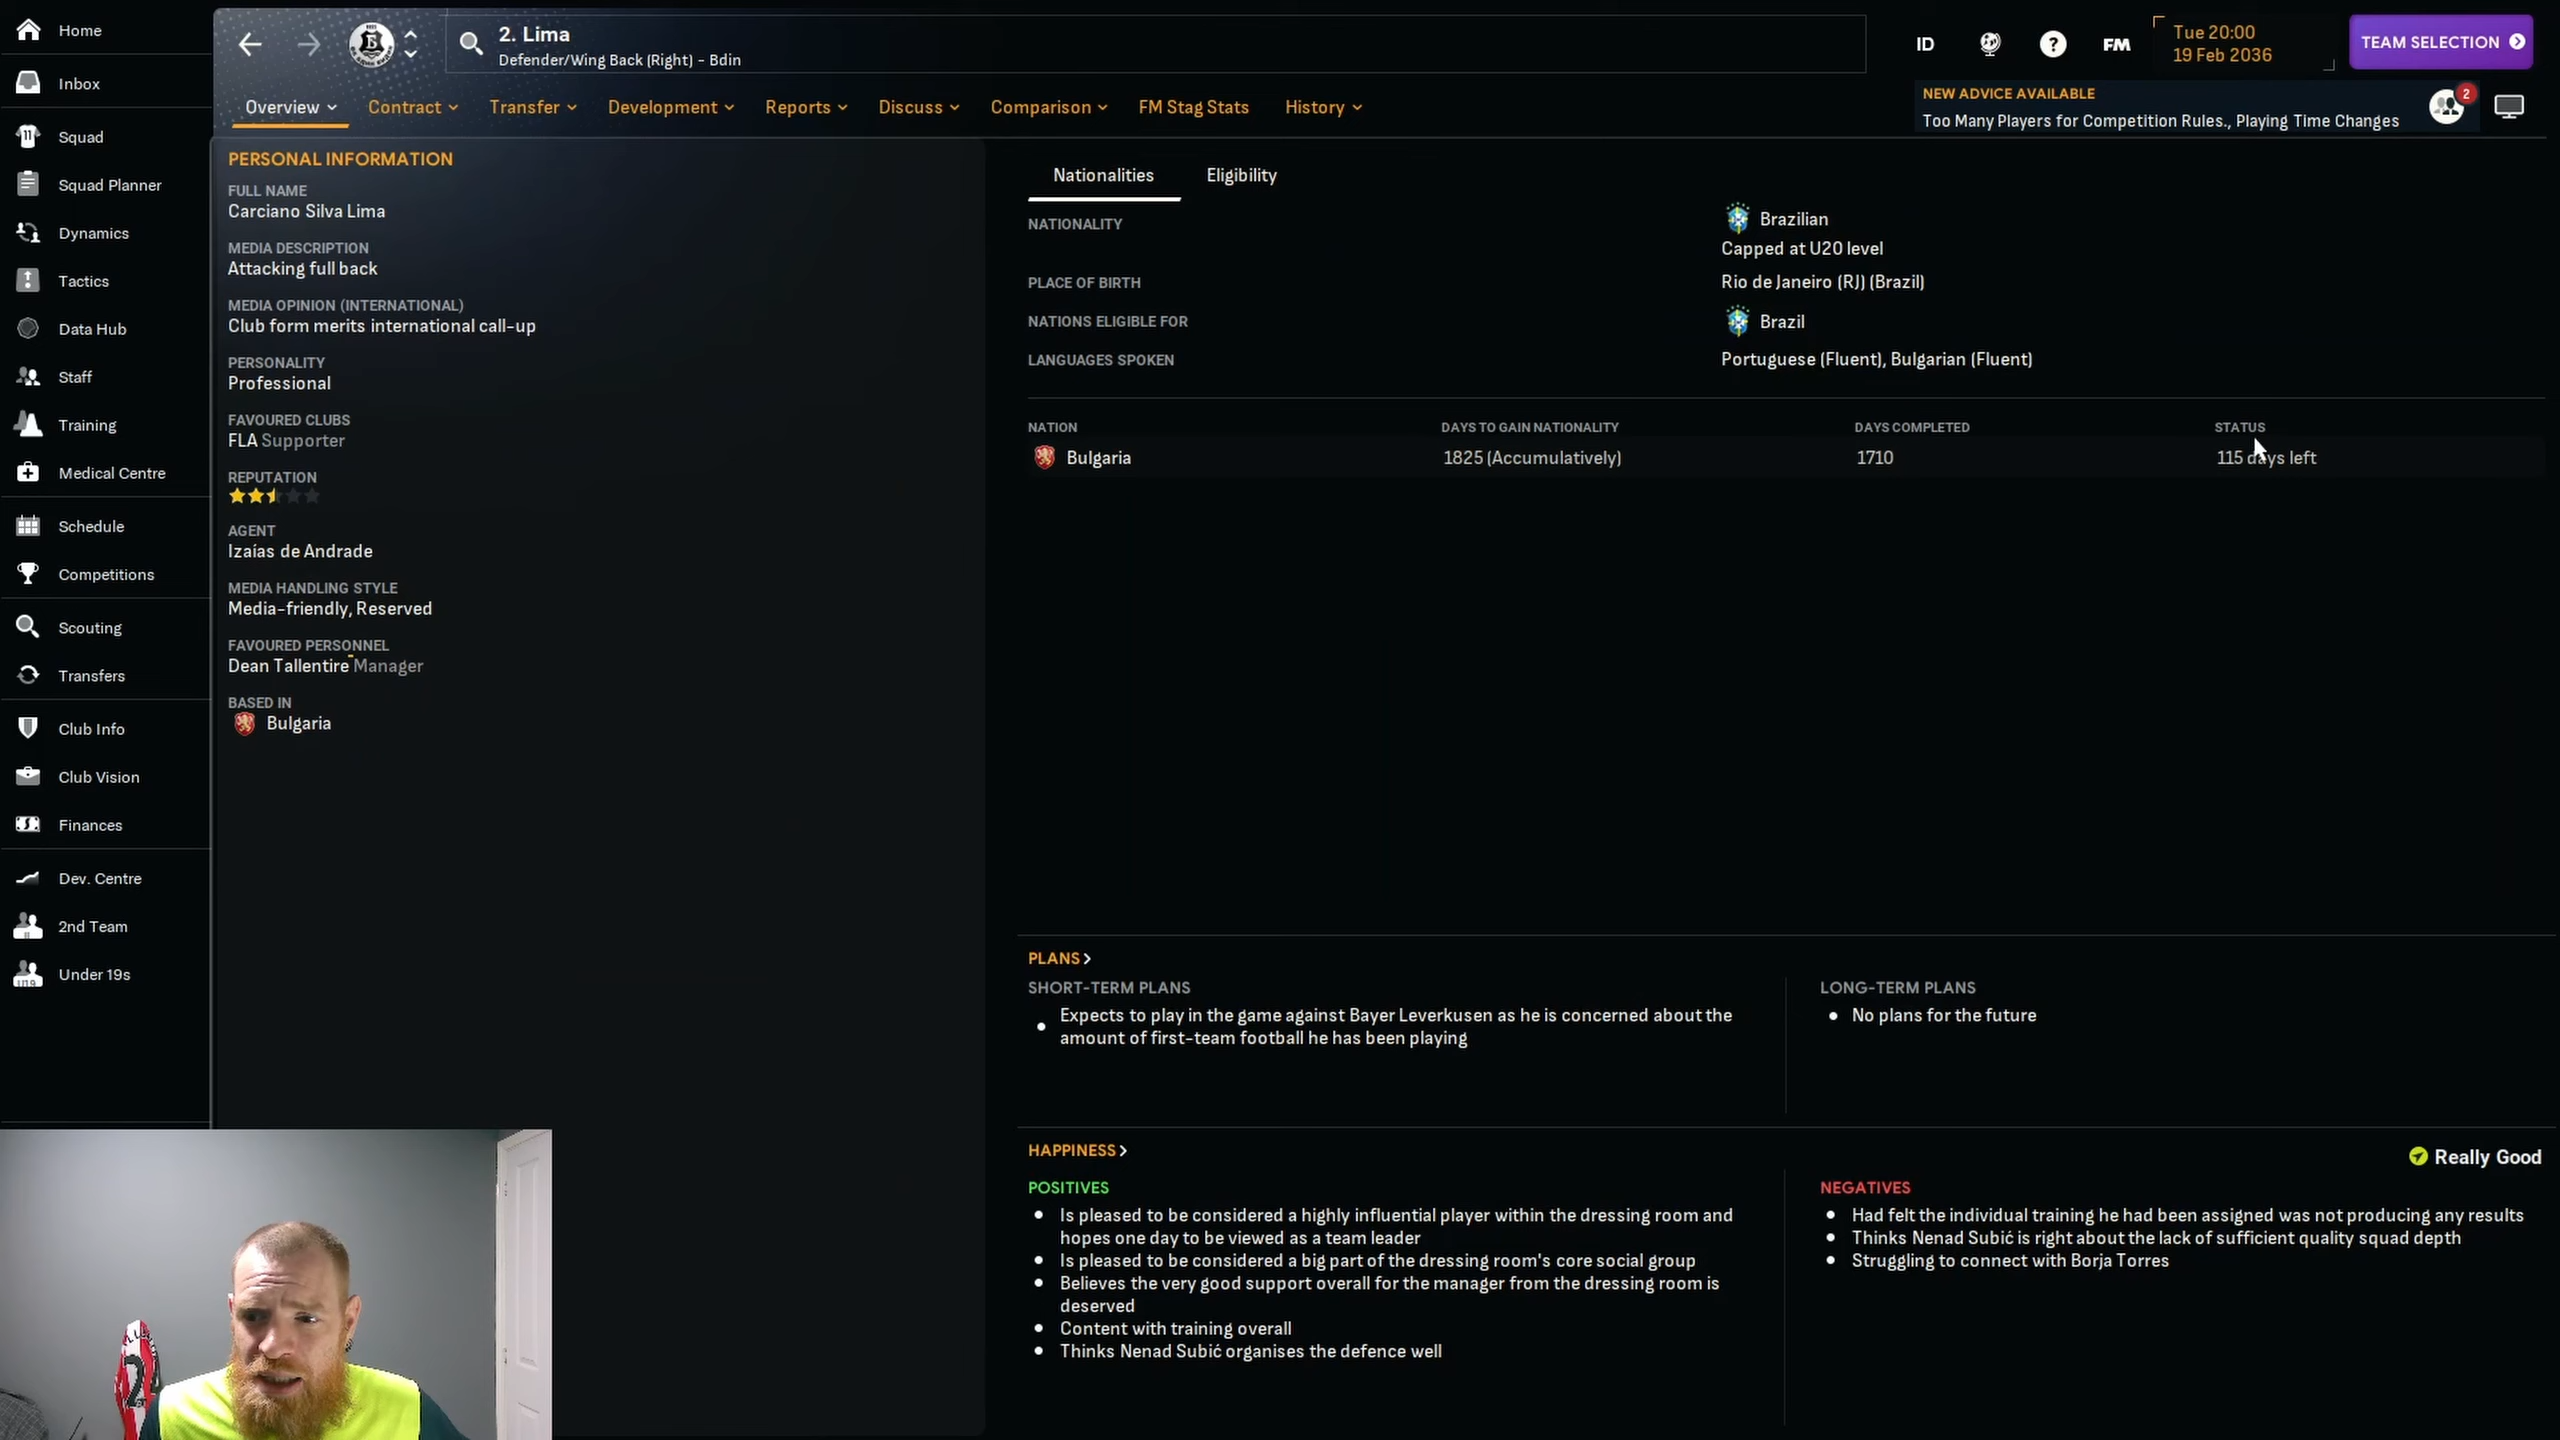 Home
Inbox
Squad
Squad Planner
Dynamics
Tactics
Data Hub
Staff
Training
Medical Centre
Schedule
Competitions
Scouting
Transfers
Club Info
Club Vision
Finances
Dev. Centre
2nd Team
Under 19s
2. Lima
Defender/Wing Back (Right) - Bdin
ID
?
FM
Tue 20:00
19 Feb 2036
TEAM SELECTION
Overview
Contract
Transfer
Development
Reports
Discuss
Comparison
FM Stag Stats
History
NEW ADVICE AVAILABLE
Too Many Players for Competition Rules., Playing Time Changes
2
PERSONAL INFORMATION
FULL NAME
Carciano Silva Lima
MEDIA DESCRIPTION
Attacking full back
MEDIA OPINION (INTERNATIONAL)
Club form merits international call-up
PERSONALITY
Professional
FAVOURED CLUBS
FLA Supporter
REPUTATION
AGENT
Izaías de Andrade
MEDIA HANDLING STYLE
Media-friendly, Reserved
FAVOURED PERSONNEL
Dean Tallentire Manager
BASED IN
Bulgaria
Nationalities
Eligibility
NATIONALITY
Brazilian
Capped at U20 level
PLACE OF BIRTH
Rio de Janeiro (RJ) (Brazil)
NATIONS ELIGIBLE FOR
Brazil
LANGUAGES SPOKEN
Portuguese (Fluent), Bulgarian (Fluent)
NATION
DAYS TO GAIN NATIONALITY
DAYS COMPLETED
STATUS
Bulgaria
1825 (Accumulatively)
1710
115 days left
PLANS
SHORT-TERM PLANS
Expects to play in the game against Bayer Leverkusen as he is concerned about the
amount of first-team football he has been playing
LONG-TERM PLANS
No plans for the future
HAPPINESS
Really Good
POSITIVES
Is pleased to be considered a highly influential player within the dressing room and
hopes one day to be viewed as a team leader
Is pleased to be considered a big part of the dressing room's core social group
Believes the very good support overall for the manager from the dressing room is
deserved
Content with training overall
Thinks Nenad Subić organises the defence well
NEGATIVES
Had felt the individual training he had been assigned was not producing any results
Thinks Nenad Subić is right about the lack of sufficient quality squad depth
Struggling to connect with Borja Torres